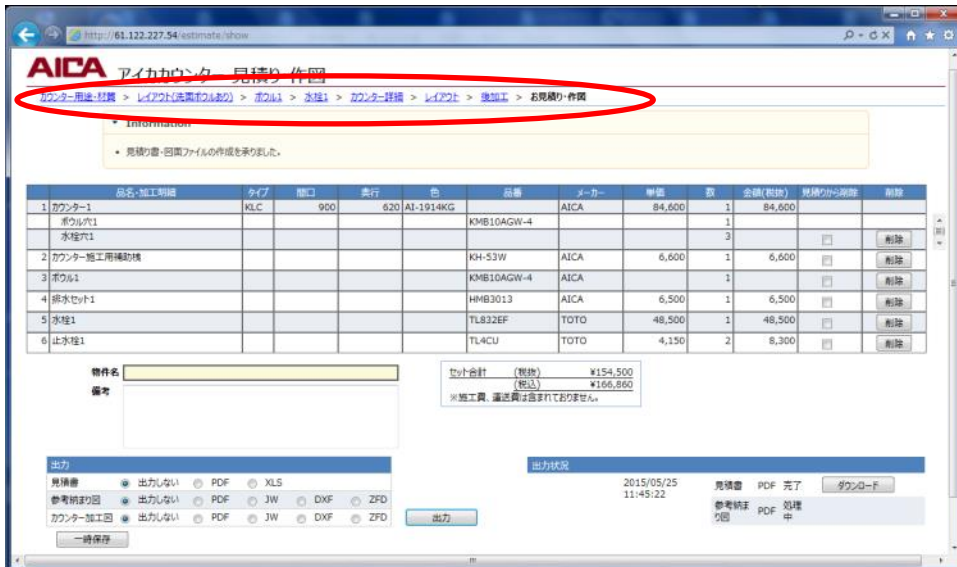 http://61.122.227.54/estimate/show
AICA アイカカウンター 見積り 作図
カウンター用途・材質 > レイアウト(洗面ボウルあり) > ボウル1 > 水栓1 > カウンター詳細 > レイアウト > 後加工 > お見積り・作図
• Information
• 見積り書・図面ファイルの作成を承りました。
品名・加工明細 タイプ 間口 奥行 色 品番 メーカー 単価 数 金額(税抜) 見積りから削除 削除
1 カウンター1 KLC 900 620 AI-1914KG AICA 84,600 1 84,600
ボウル穴1 KMB10AGW-4 1
水栓穴1 3 削除
2 カウンター施工用補助桟 KH-53W AICA 6,600 1 6,600 削除
3 ボウル1 KMB10AGW-4 AICA 1 削除
4 排水セット1 HMB3013 AICA 6,500 1 6,500 削除
5 水栓1 TL832EF TOTO 48,500 1 48,500 削除
6 止水栓1 TL4CU TOTO 4,150 2 8,300 削除
物件名
セット合計 (税抜) ¥154,500
(税込) ¥166,860
備考
※施工費、運送費は含まれておりません。
出力
見積書 出力しない PDF XLS
参考納まり図 出力しない PDF JW DXF ZFD
カウンター加工図 出力しない PDF JW DXF ZFD 出力
一時保存
出力状況
2015/05/25 11:45:22 見積書 PDF 完了 ダウンロード
参考納まり図 PDF 処理中